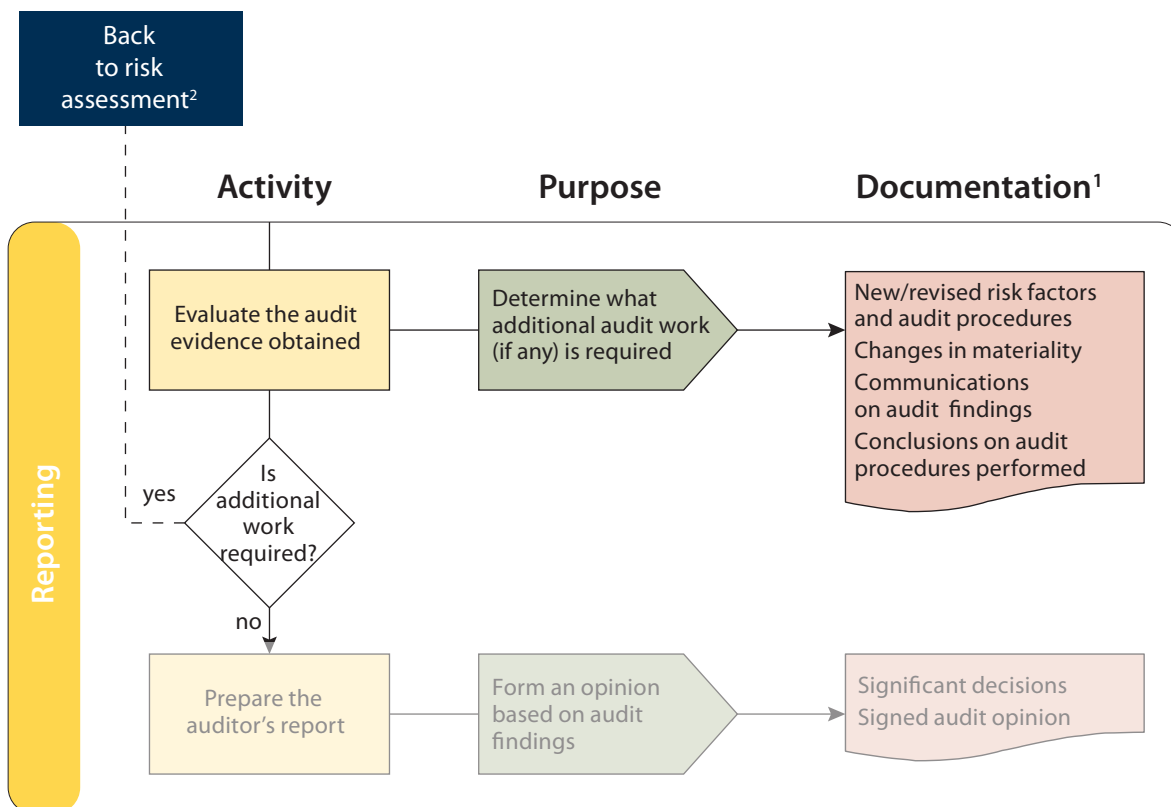 Back
to risk
assessment²
Activity
Purpose
Documentation¹
Reporting
Evaluate the audit
evidence obtained
Determine what
additional audit work
(if any) is required
New/revised risk factors
and audit procedures
Changes in materiality
Communications
on audit findings
Conclusions on audit
procedures performed
yes
Is
additional
work
required?
no
Prepare the
auditor’s report
Form an opinion
based on audit
findings
Significant decisions
Signed audit opinion